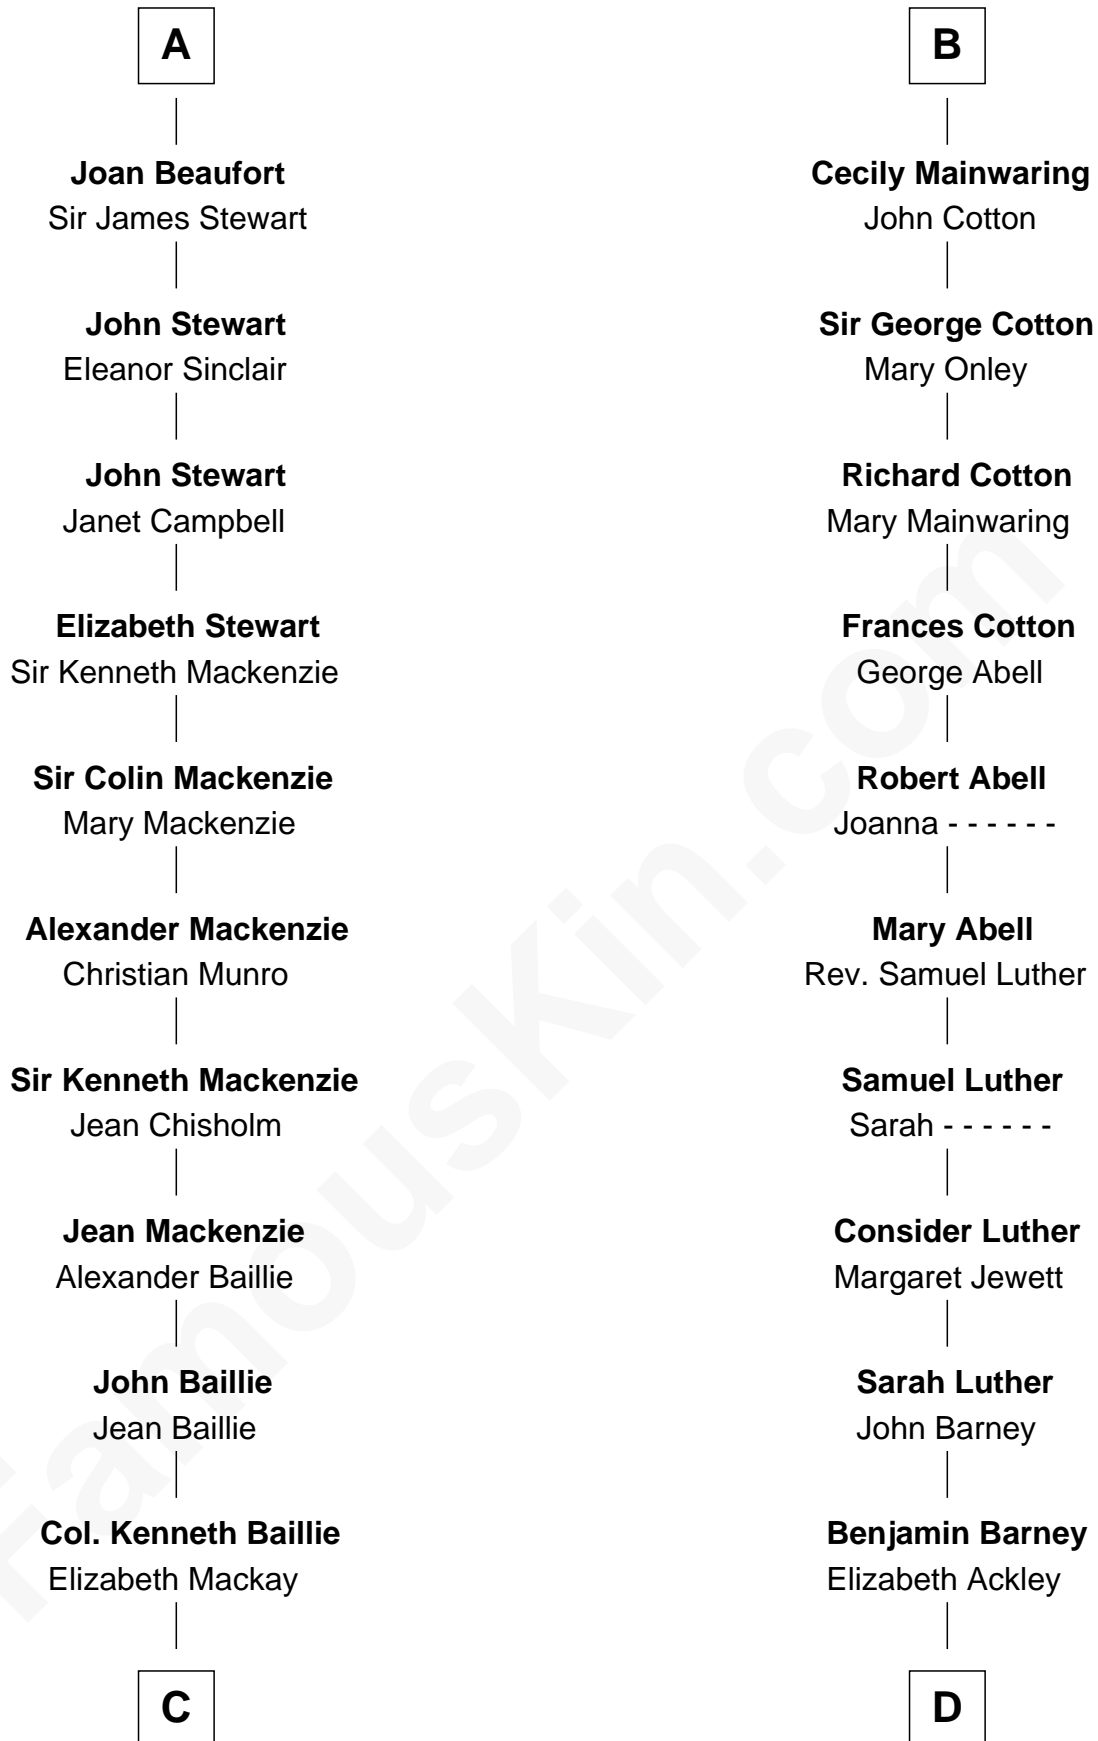 A
Joan Beaufort
Sir James Stewart
John Stewart
Eleanor Sinclair
John Stewart
Janet Campbell
Elizabeth Stewart
Sir Kenneth Mackenzie
Sir Colin Mackenzie
Mary Mackenzie
Alexander Mackenzie
Christian Munro
Sir Kenneth Mackenzie
Jean Chisholm
Jean Mackenzie
Alexander Baillie
John Baillie
Jean Baillie
Col. Kenneth Baillie
Elizabeth Mackay
C
B
Cecily Mainwaring
John Cotton
Sir George Cotton
Mary Onley
Richard Cotton
Mary Mainwaring
Frances Cotton
George Abell
Robert Abell
Joanna - - - - - -
Mary Abell
Rev. Samuel Luther
Samuel Luther
Sarah - - - - - -
Consider Luther
Margaret Jewett
Sarah Luther
John Barney
Benjamin Barney
Elizabeth Ackley
D
FamousKin.com